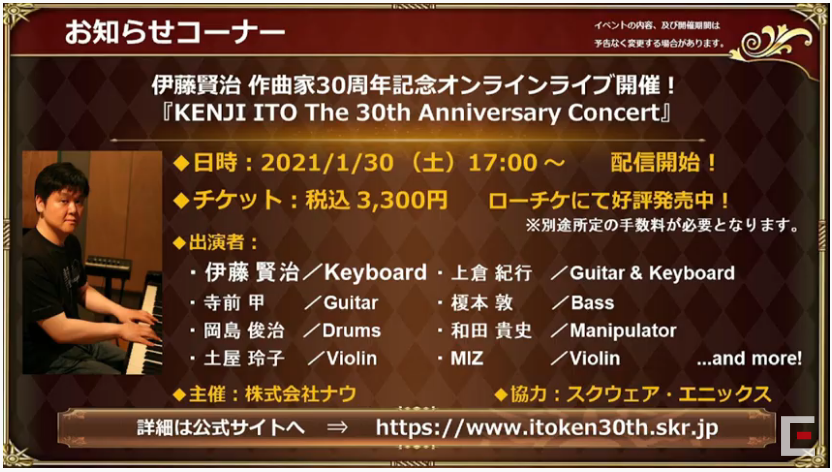 お知らせコーナー
イベントの内容、及び開催期間は
予告なく変更する場合があります。
伊藤賢治 作曲家30周年記念オンラインライブ開催！
『KENJI ITO The 30th Anniversary Concert』
◆日時：2021/1/30（土）17:00～ 配信開始！
◆チケット：税込 3,300円 ローチケにて好評発売中！
※別途所定の手数料が必要となります。
◆出演者：
・伊藤 賢治／Keyboard ・上倉 紀行 ／Guitar & Keyboard
・寺前 甲 ／Guitar ・榎本 敦 ／Bass
・岡島 俊治 ／Drums ・和田 貴史 ／Manipulator
・土屋 玲子 ／Violin ・MIZ ／Violin ...and more!
◆主催：株式会社ナウ ◆協力：スクウェア・エニックス
詳細は公式サイトへ ⇒ https://www.itoken30th.skr.jp